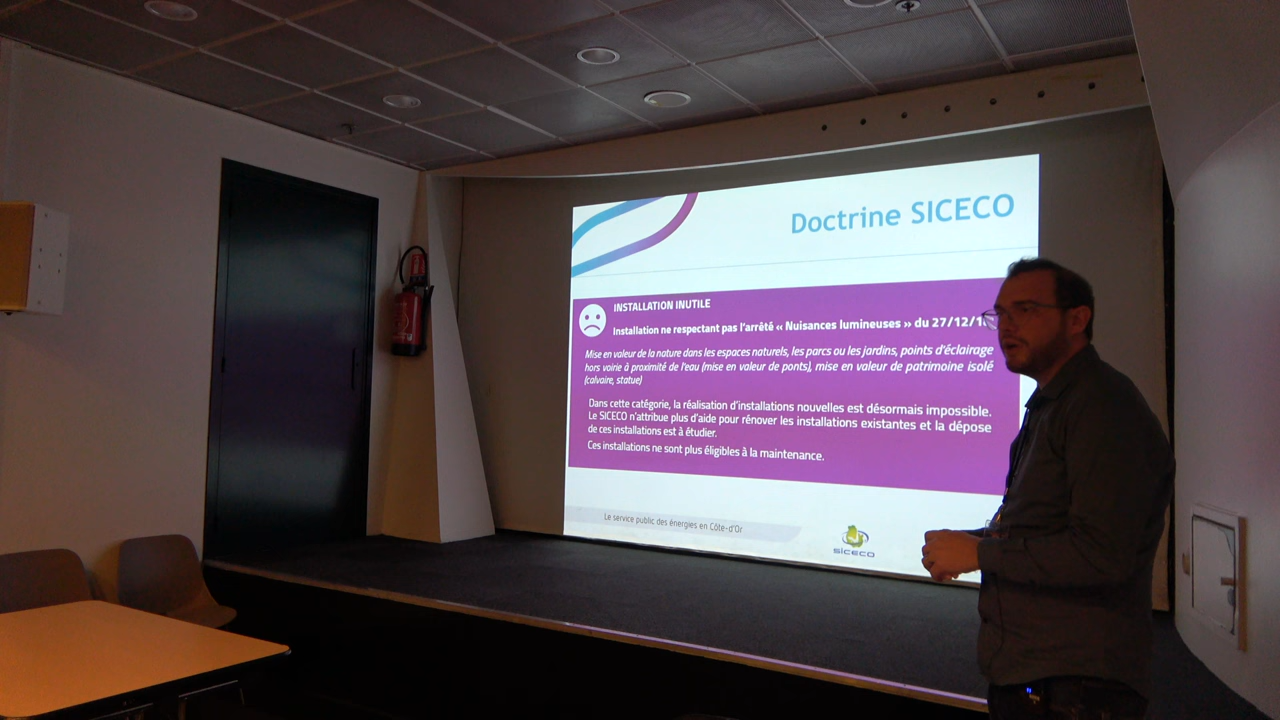 Doctrine SICECO
INSTALLATION INUTILE
Installation ne respectant pas l'arrêté « Nuisances lumineuses » du 27/12/1
Mise en valeur de la nature dans les espaces naturels, les parcs ou les jardins, points d'éclairage
hors voirie à proximité de l'eau (mise en valeur de ponts), mise en valeur de patrimoine isolé
(calvaire, statue)
Dans cette catégorie, la réalisation d'installations nouvelles est désormais impossible.
Le SICECO n'attribue plus d'aide pour rénover les installations existantes et la dépose
de ces installations est à étudier.
Ces installations ne sont plus éligibles à la maintenance.
Le service public des énergies en Côte-d'Or
siceco